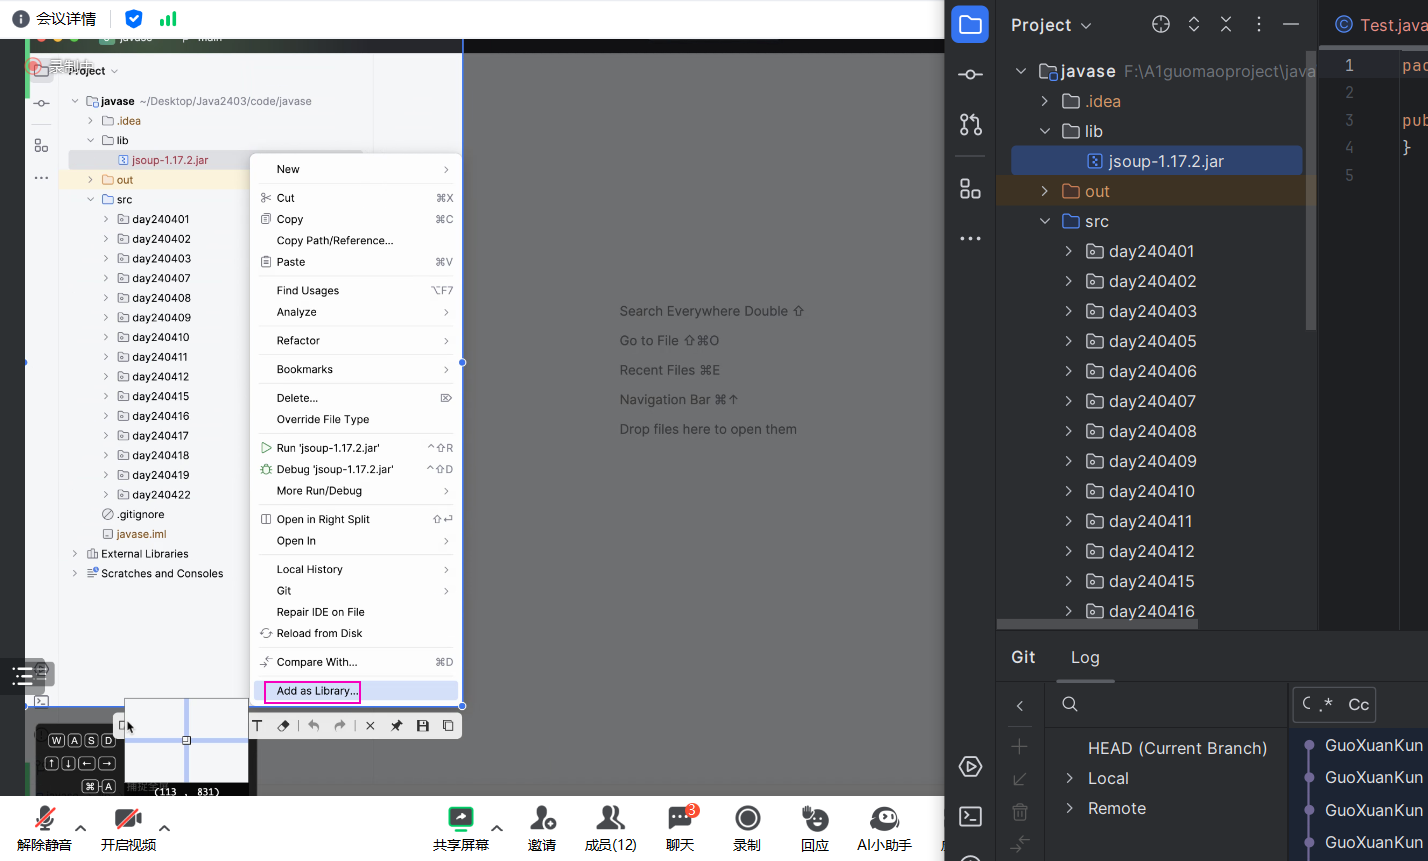 会议详情
录制中
javase
main
Project
javase ~/Desktop/Java2403/code/javase
.idea
lib
jsoup-1.17.2.jar
out
src
day240401
day240402
day240403
day240407
day240408
day240409
day240410
day240411
day240412
day240415
day240416
day240417
day240418
day240419
day240422
.gitignore
javase.iml
External Libraries
Scratches and Consoles
New
Cut ⌘X
Copy ⌘C
Copy Path/Reference...
Paste ⌘V
Find Usages ⌥F7
Analyze
Refactor
Bookmarks
Delete... ⌦
Override File Type
Run 'jsoup-1.17.2.jar' ^⇧R
Debug 'jsoup-1.17.2.jar' ^⇧D
More Run/Debug
Open in Right Split ⇧↩
Open In
Local History
Git
Repair IDE on File
Reload from Disk
Compare With... ⌘D
Add as Library...
Search Everywhere Double ⇧
Go to File ⇧⌘O
Recent Files ⌘E
Navigation Bar ⌘↑
Drop files here to open them
T
W A S D
↑ ↓ ← →
⌘-A 捕捉全屏
(113 , 831)
解除静音
开启视频
共享屏幕
邀请
成员(12)
3
聊天
录制
回应
AI小助手
Project
javase F:\A1guomaoproject\java
.idea
lib
jsoup-1.17.2.jar
out
src
day240401
day240402
day240403
day240405
day240406
day240407
day240408
day240409
day240410
day240411
day240412
day240415
day240416
Test.java
1 pac
2
3 pub
4 }
5
Git Log
.* Cc
HEAD (Current Branch)
Local
Remote
GuoXuanKun
GuoXuanKun
GuoXuanKun
GuoXuanKun